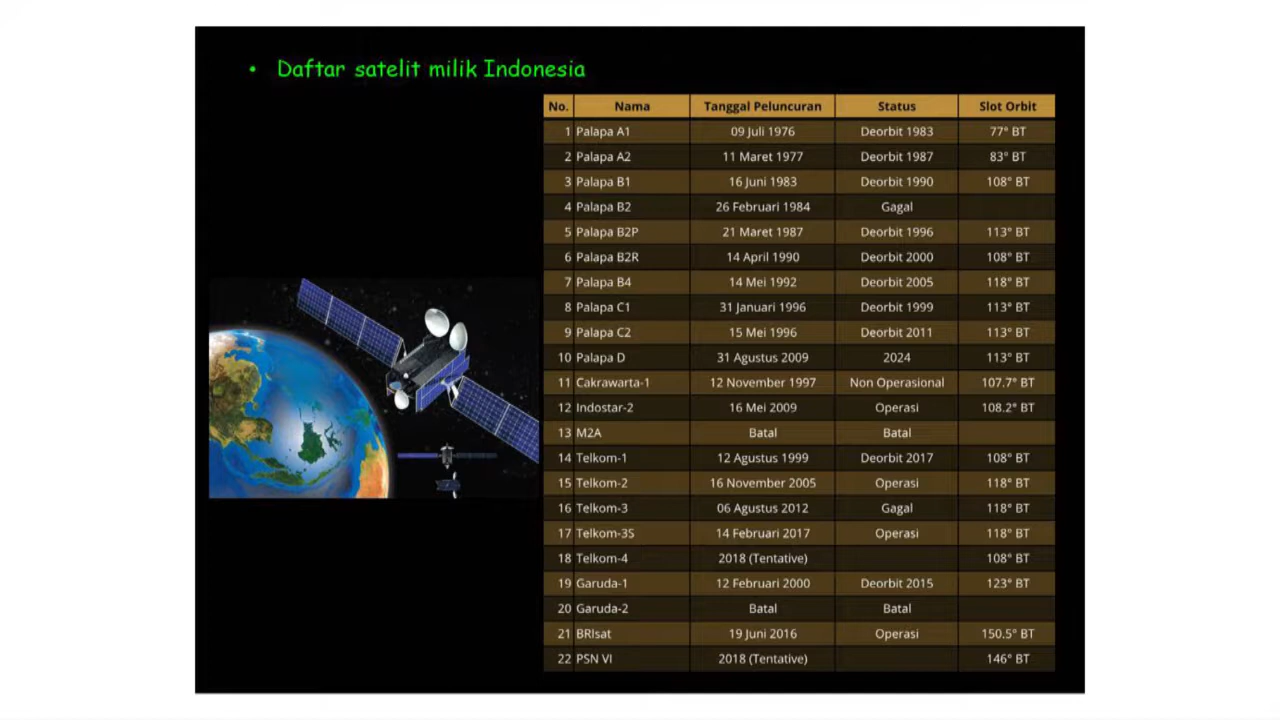 • Daftar satelit milik Indonesia
No. Nama Tanggal Peluncuran Status Slot Orbit
1 Palapa A1 09 Juli 1976 Deorbit 1983 77° BT
2 Palapa A2 11 Maret 1977 Deorbit 1987 83° BT
3 Palapa B1 16 Juni 1983 Deorbit 1990 108° BT
4 Palapa B2 26 Februari 1984 Gagal
5 Palapa B2P 21 Maret 1987 Deorbit 1996 113° BT
6 Palapa B2R 14 April 1990 Deorbit 2000 108° BT
7 Palapa B4 14 Mei 1992 Deorbit 2005 118° BT
8 Palapa C1 31 Januari 1996 Deorbit 1999 113° BT
9 Palapa C2 15 Mei 1996 Deorbit 2011 113° BT
10 Palapa D 31 Agustus 2009 2024 113° BT
11 Cakrawarta-1 12 November 1997 Non Operasional 107.7° BT
12 Indostar-2 16 Mei 2009 Operasi 108.2° BT
13 M2A Batal Batal
14 Telkom-1 12 Agustus 1999 Deorbit 2017 108° BT
15 Telkom-2 16 November 2005 Operasi 118° BT
16 Telkom-3 06 Agustus 2012 Gagal 118° BT
17 Telkom-3S 14 Februari 2017 Operasi 118° BT
18 Telkom-4 2018 (Tentative) 108° BT
19 Garuda-1 12 Februari 2000 Deorbit 2015 123° BT
20 Garuda-2 Batal Batal
21 BRIsat 19 Juni 2016 Operasi 150.5° BT
22 PSN VI 2018 (Tentative) 146° BT